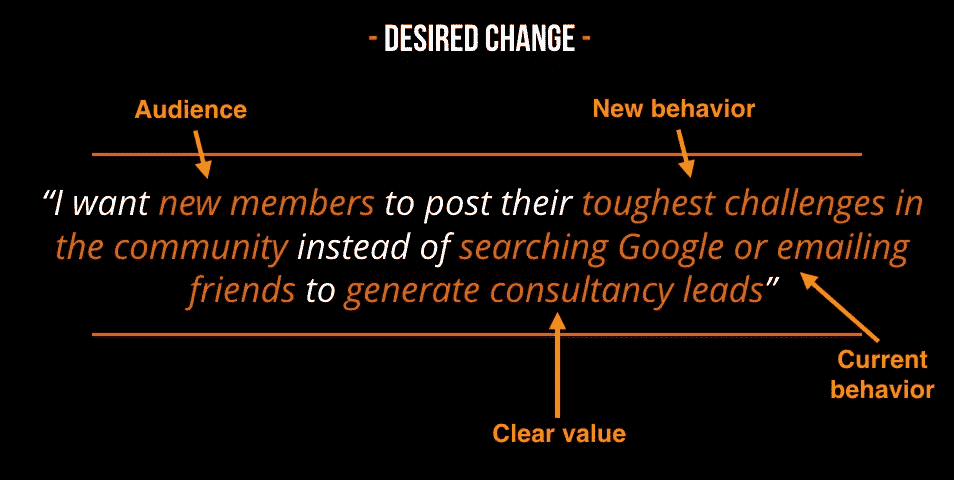 - DESIRED CHANGE -
Audience
New behavior
“I want new members to post their toughest challenges in
the community instead of searching Google or emailing
friends to generate consultancy leads”
Current
behavior
Clear value